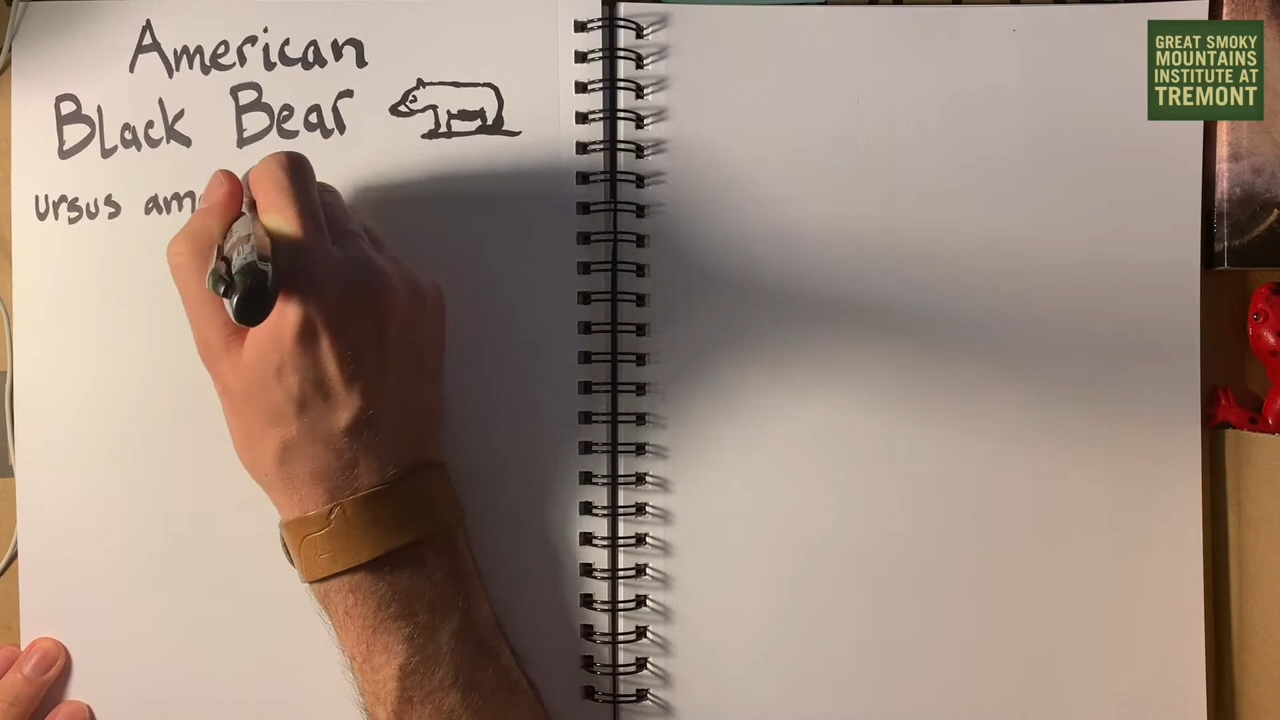 American
Black Bear
ursus am
GREAT SMOKY
MOUNTAINS
INSTITUTE AT
TREMONT